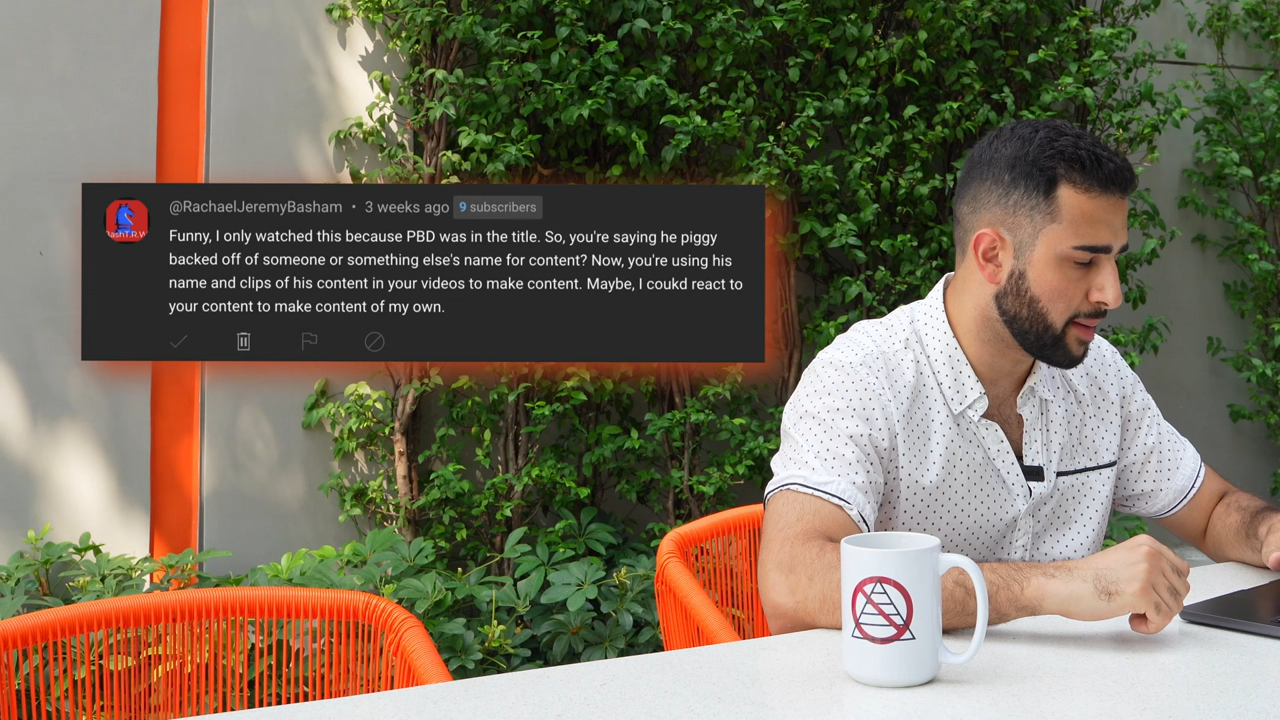 @RachaelJeremyBasham • 3 weeks ago 9 subscribers
Funny, I only watched this because PBD was in the title. So, you're saying he piggy
backed off of someone or something else's name for content? Now, you're using his
name and clips of his content in your videos to make content. Maybe, I coukd react to
your content to make content of my own.